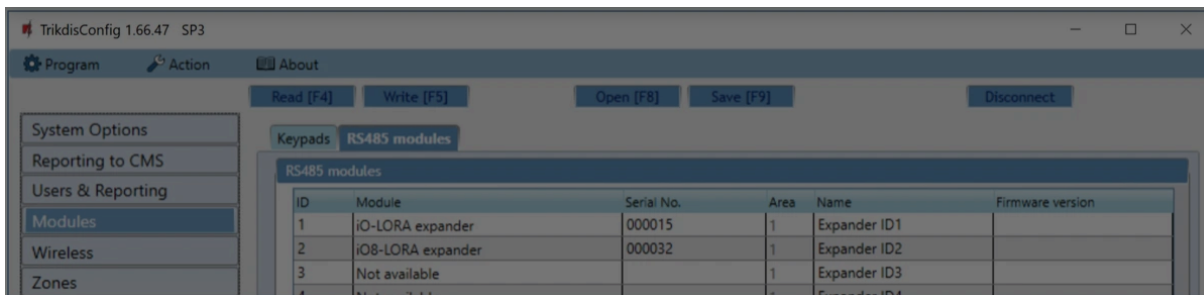 TrikdisConfig 1.66.47 SP3
Program Action About
Read [F4] Write [F5] Open [F8] Save [F9] Disconnect
System Options
Reporting to CMS
Users & Reporting
Modules
Wireless
Zones
Keypads RS485 modules
RS485 modules
ID Module Serial No. Area Name Firmware version
1 iO-LORA expander 000015 1 Expander ID1
2 iO8-LORA expander 000032 1 Expander ID2
3 Not available 1 Expander ID3